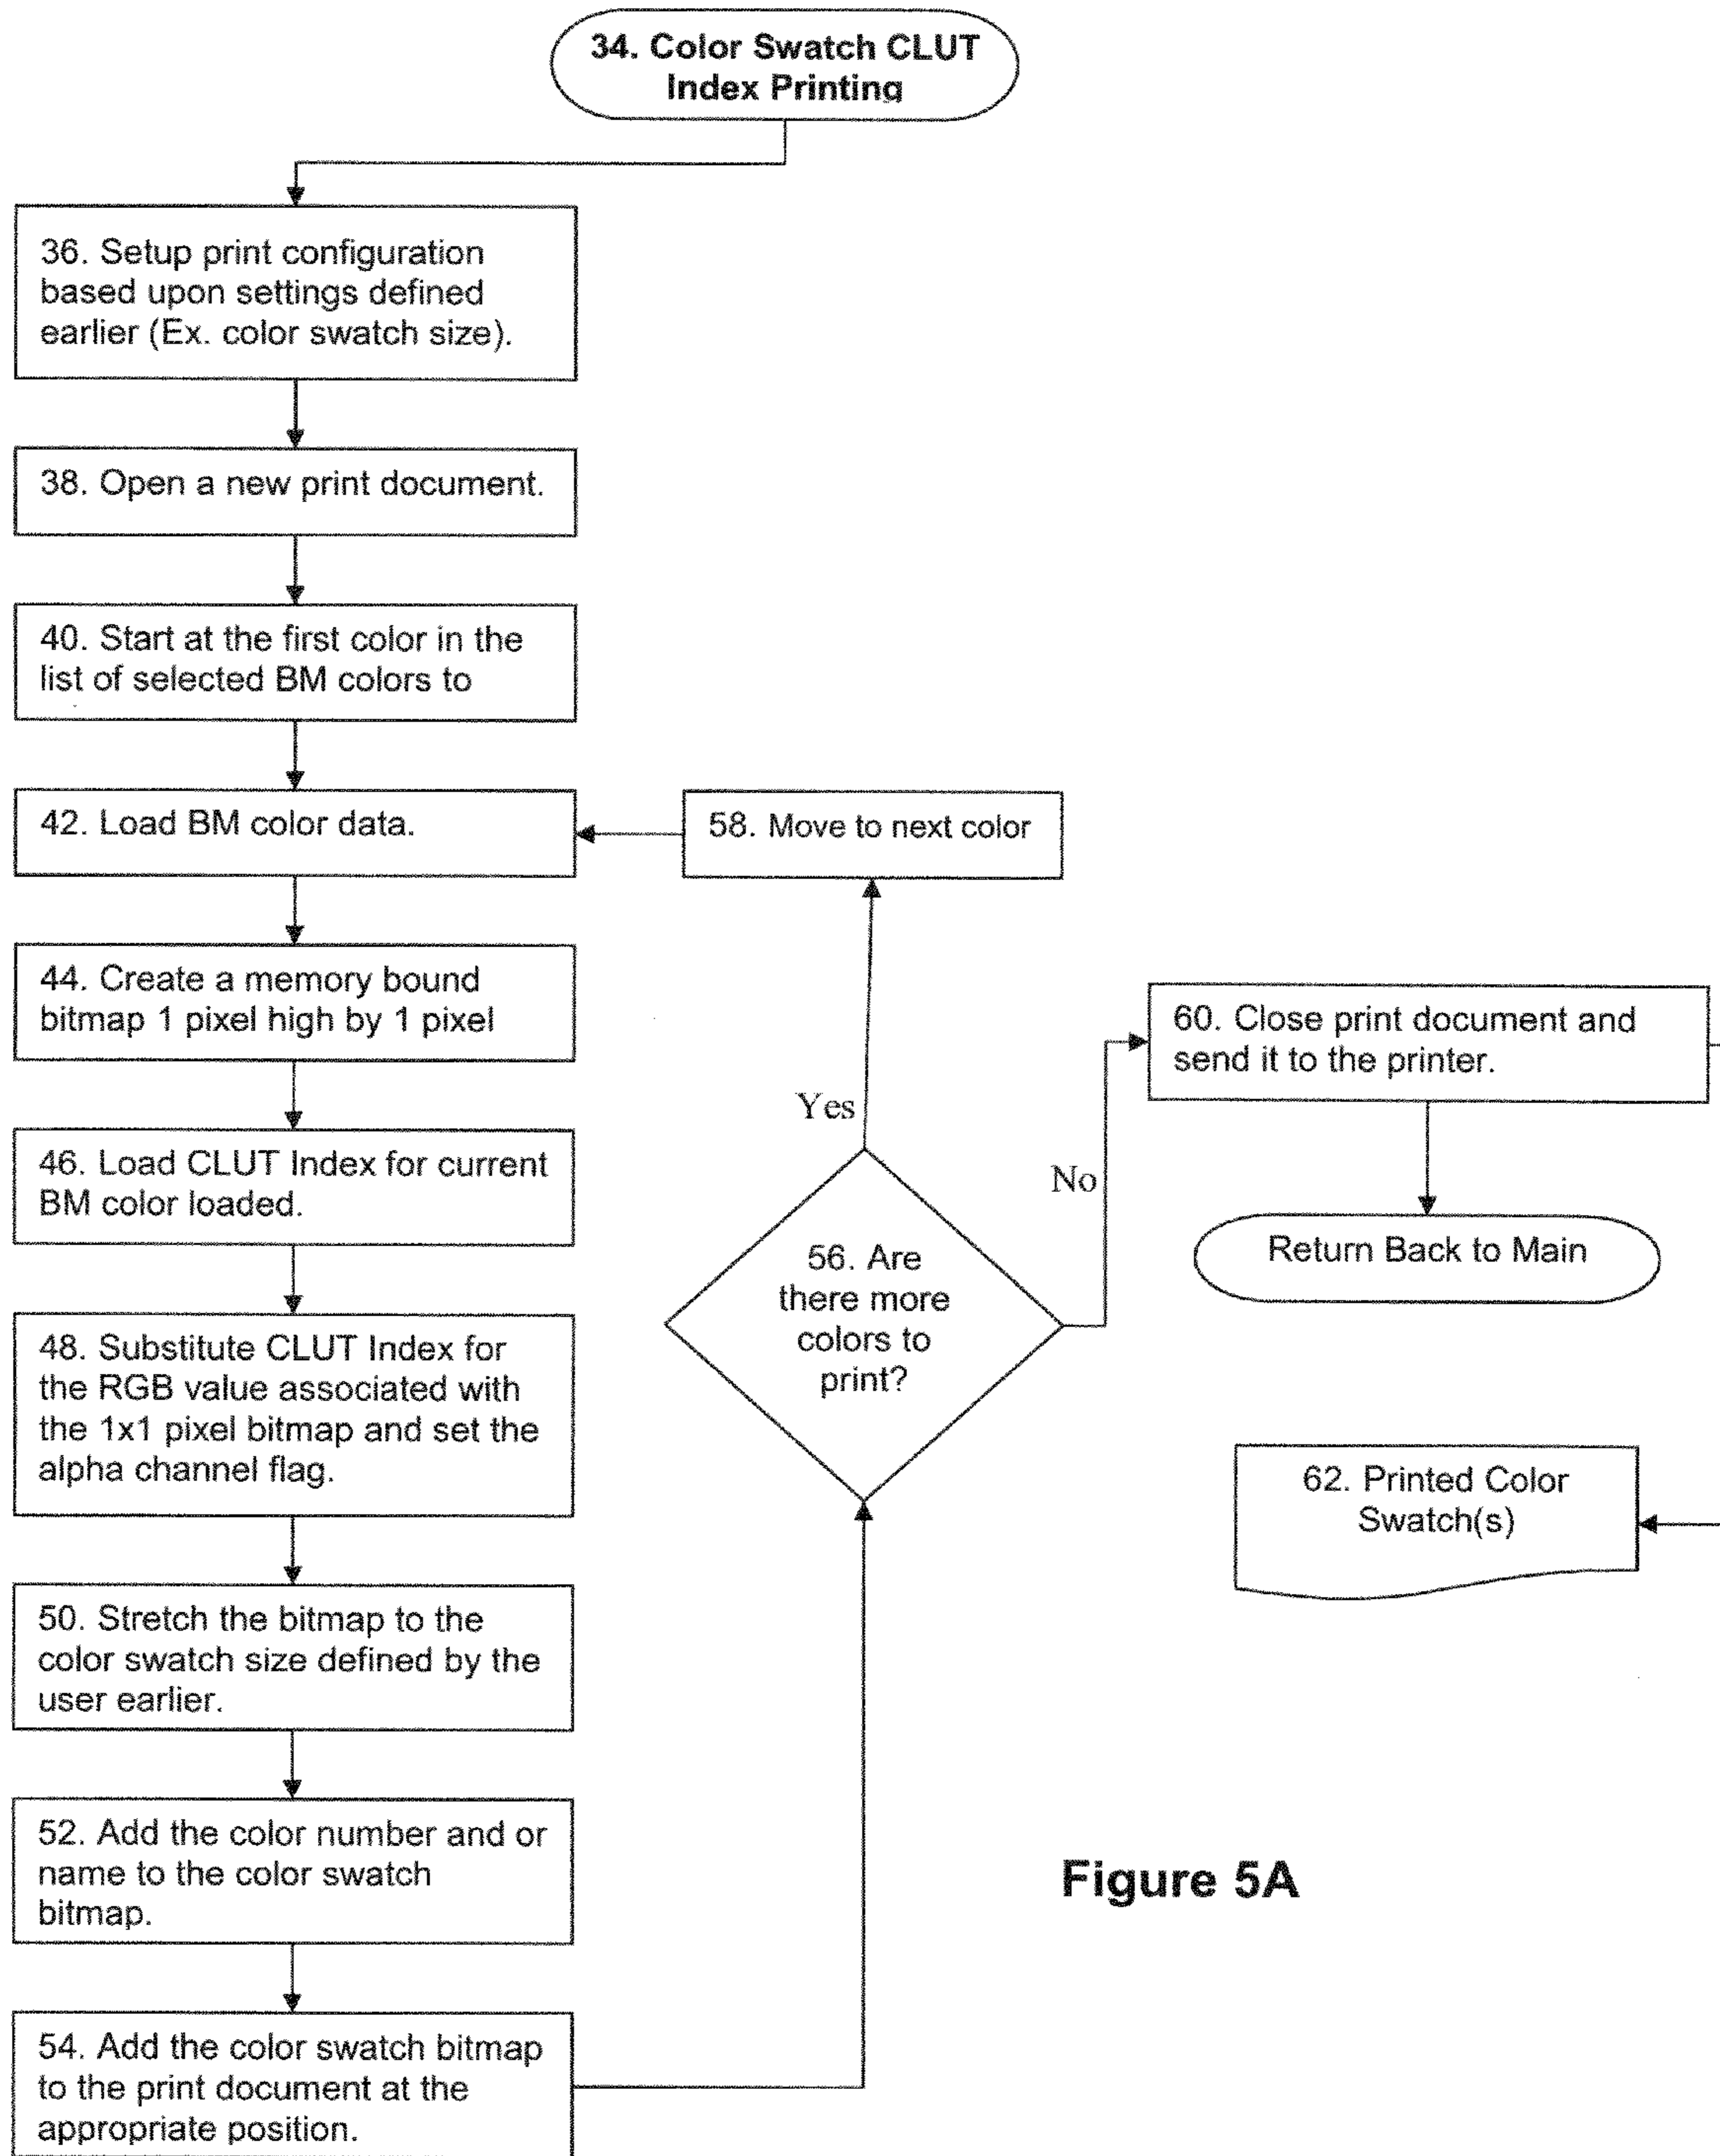 34. Color Swatch CLUT
Index Printing
36. Setup print configuration
based upon settings defined
earlier (Ex. color swatch size).
38. Open a new print document.
40. Start at the first color in the
list of selected BM colors to
42. Load BM color data.
58. Move to next color
44. Create a memory bound
bitmap 1 pixel high by 1 pixel
46. Load CLUT Index for current
BM color loaded.
48. Substitute CLUT Index for
the RGB value associated with
the 1x1 pixel bitmap and set the
alpha channel flag.
50. Stretch the bitmap to the
color swatch size defined by the
user earlier.
52. Add the color number and or
name to the color swatch
bitmap.
54. Add the color swatch bitmap
to the print document at the
appropriate position.
Yes
56. Are
there more
colors to
print?
No
60. Close print document and
send it to the printer.
Return Back to Main
62. Printed Color
Swatch(s)
Figure 5A